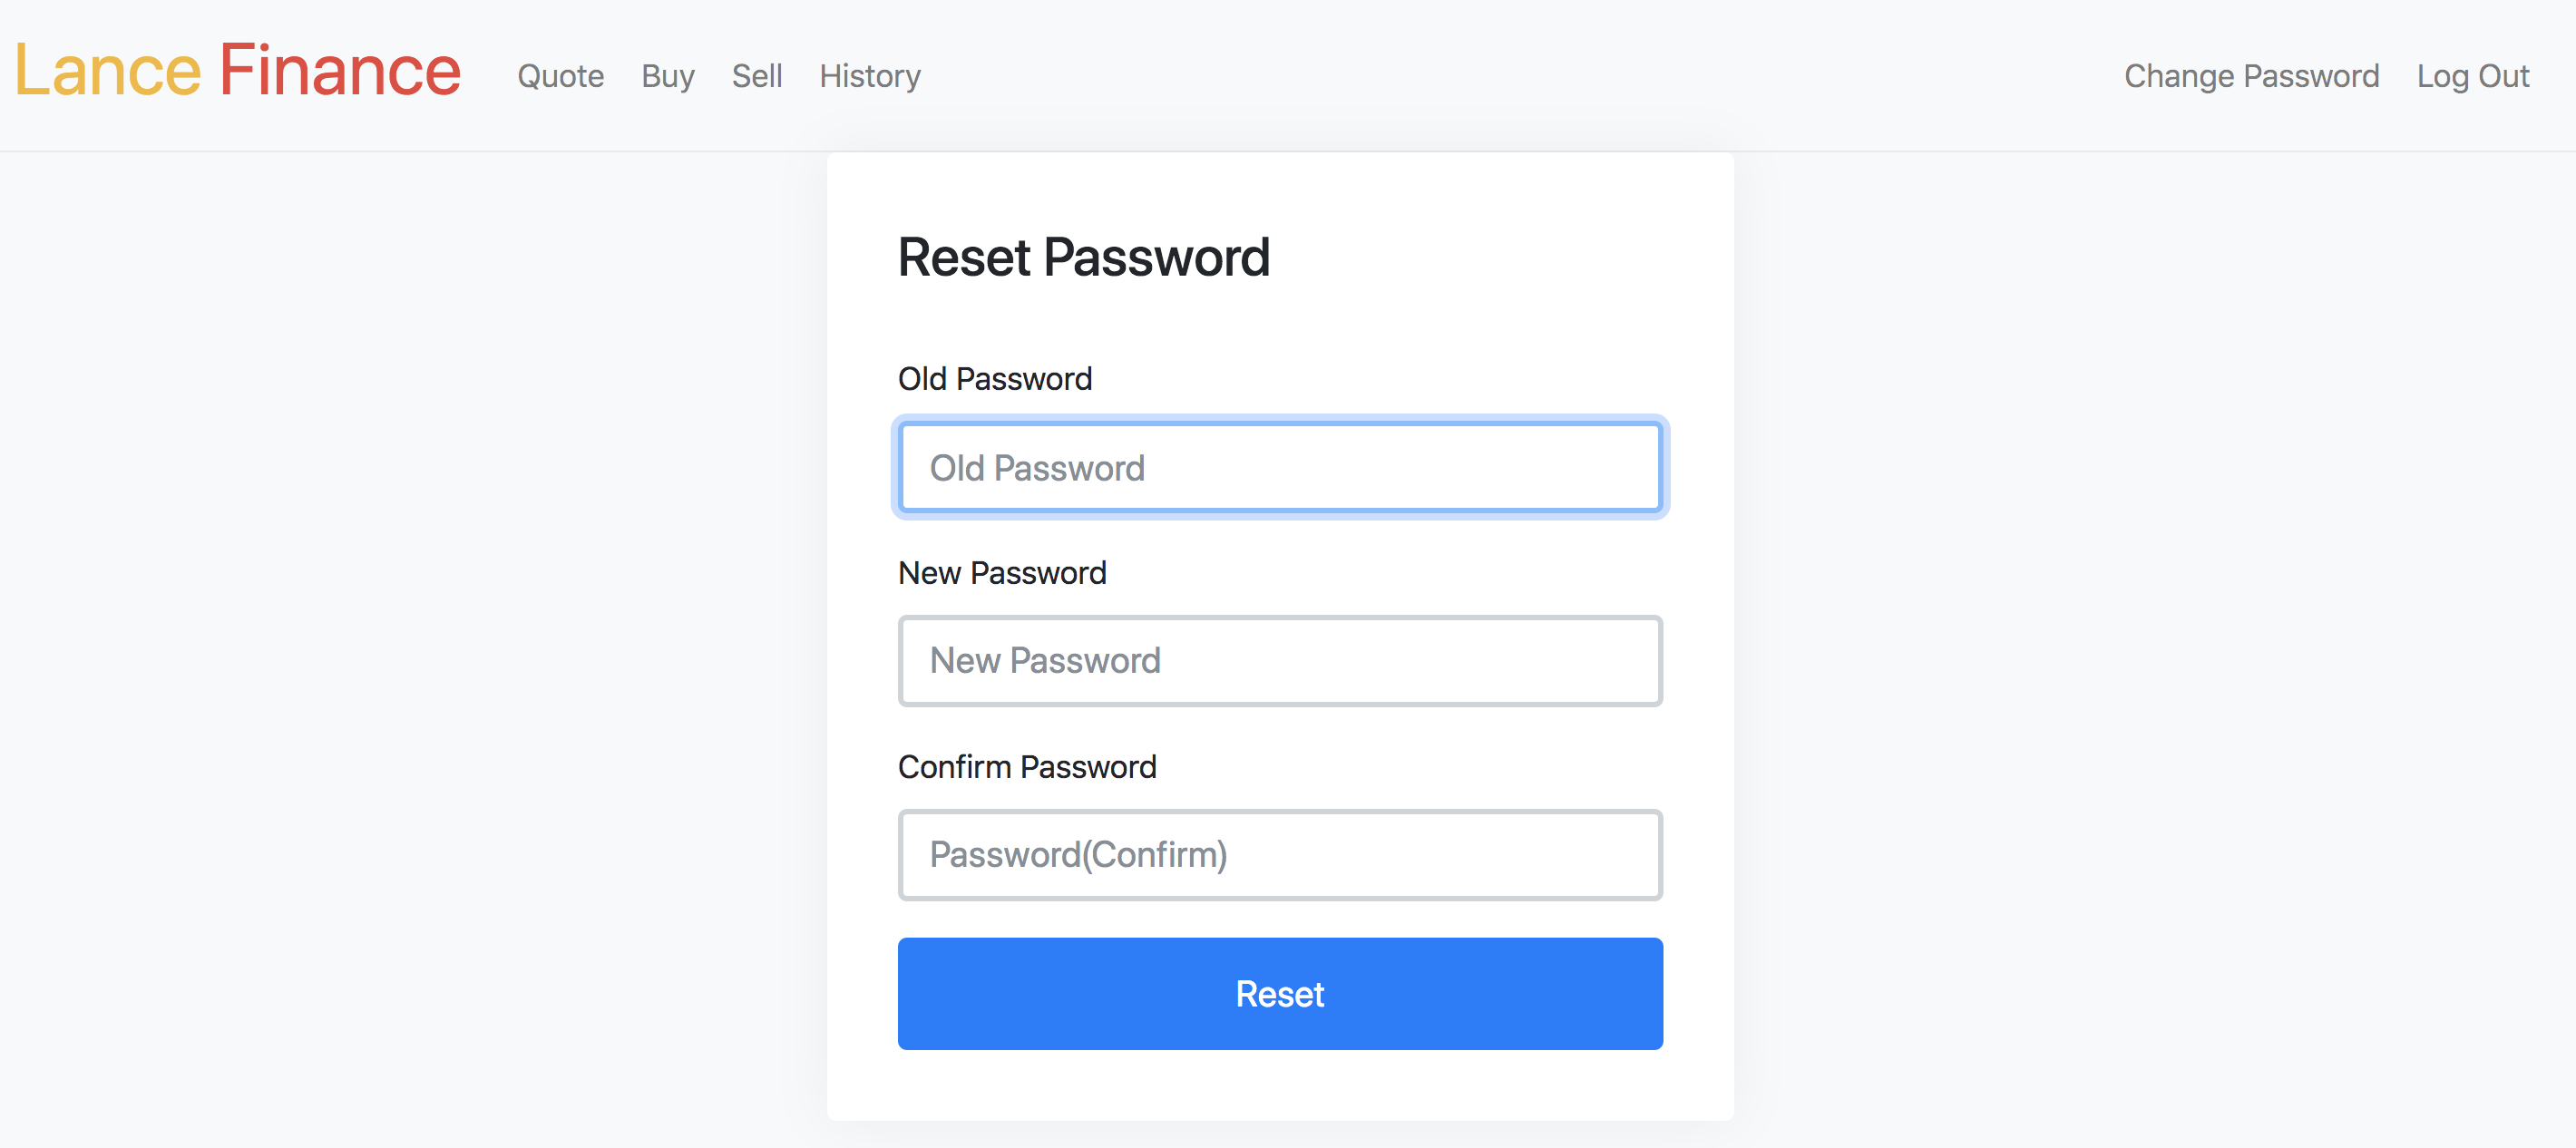 Lance Finance Quote Buy Sell History Change Password Log Out
Reset Password
Old Password
Old Password
New Password
New Password
Confirm Password
Password(Confirm)
Reset